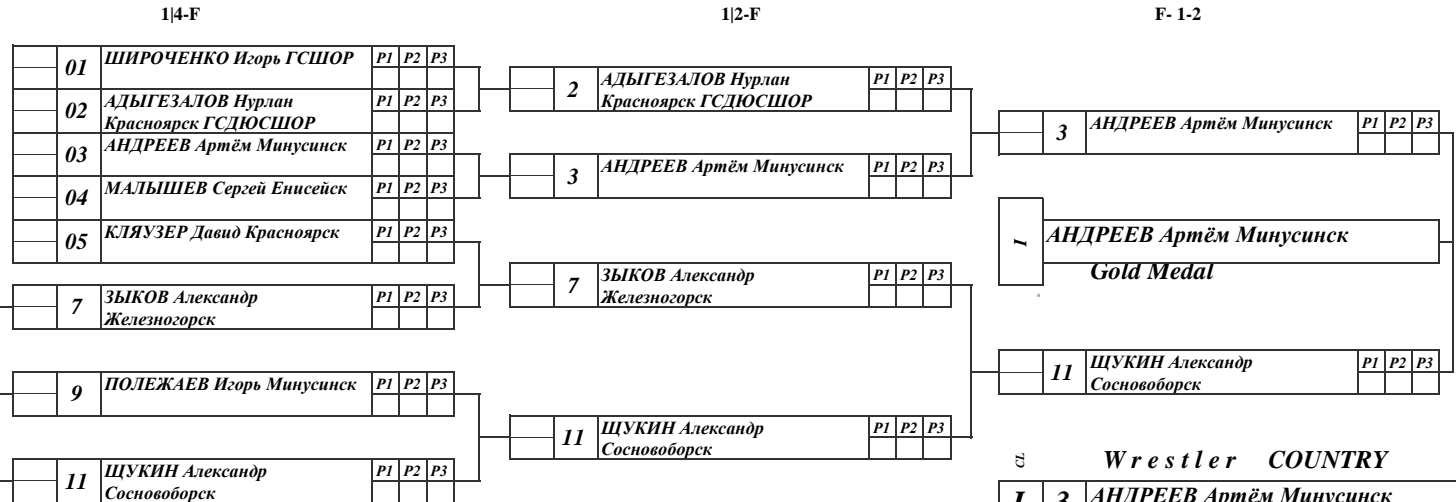 1|4-F
1|2-F
F- 1-2
01 ШИРОЧЕНКО Игорь ГСШОР P1 P2 P3
02 АДЫГЕЗАЛОВ Нурлан P1 P2 P3
Красноярск ГСДЮСШОР
03 АНДРЕЕВ Артём Минусинск P1 P2 P3
04 МАЛЫШЕВ Сергей Енисейск P1 P2 P3
05 КЛЯУЗЕР Давид Красноярск P1 P2 P3
7 ЗЫКОВ Александр P1 P2 P3
Железногорск
9 ПОЛЕЖАЕВ Игорь Минусинск P1 P2 P3
11 ЩУКИН Александр P1 P2 P3
Сосновоборск
2 АДЫГЕЗАЛОВ Нурлан P1 P2 P3
Красноярск ГСДЮСШОР
3 АНДРЕЕВ Артём Минусинск P1 P2 P3
7 ЗЫКОВ Александр P1 P2 P3
Железногорск
11 ЩУКИН Александр P1 P2 P3
Сосновоборск
3 АНДРЕЕВ Артём Минусинск P1 P2 P3
I АНДРЕЕВ Артём Минусинск
Gold Medal
11 ЩУКИН Александр P1 P2 P3
Сосновоборск
CL Wrestler COUNTRY
I 3 АНДРЕЕВ Артём Минусинск